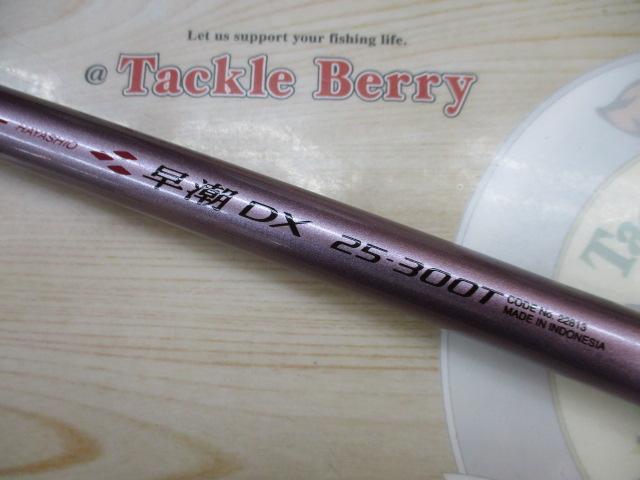 Let us support your fishing life.
@ Tackle Berry
HAYASHIO
早潮 DX 25-300T
CODE No. 22813
MADE IN INDONESIA
Ta